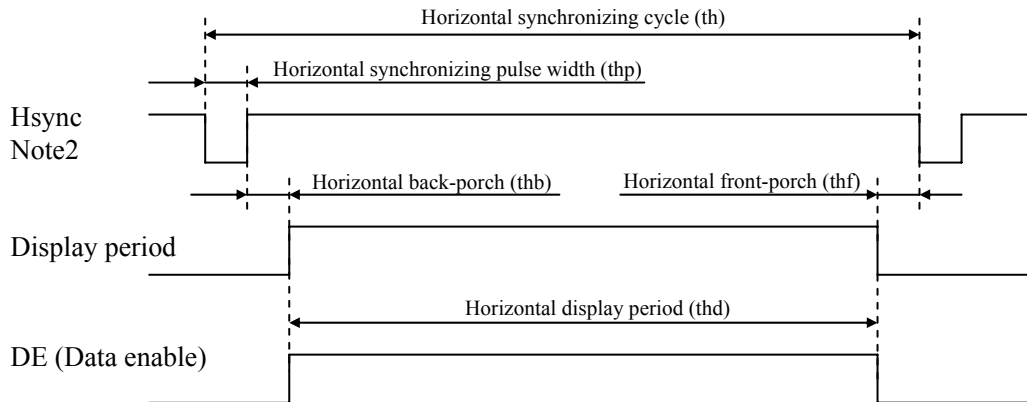 Horizontal synchronizing cycle (th)
Horizontal synchronizing pulse width (thp)
Hsync
Note2
Horizontal back-porch (thb)
Horizontal front-porch (thf)
Display period
Horizontal display period (thd)
DE (Data enable)